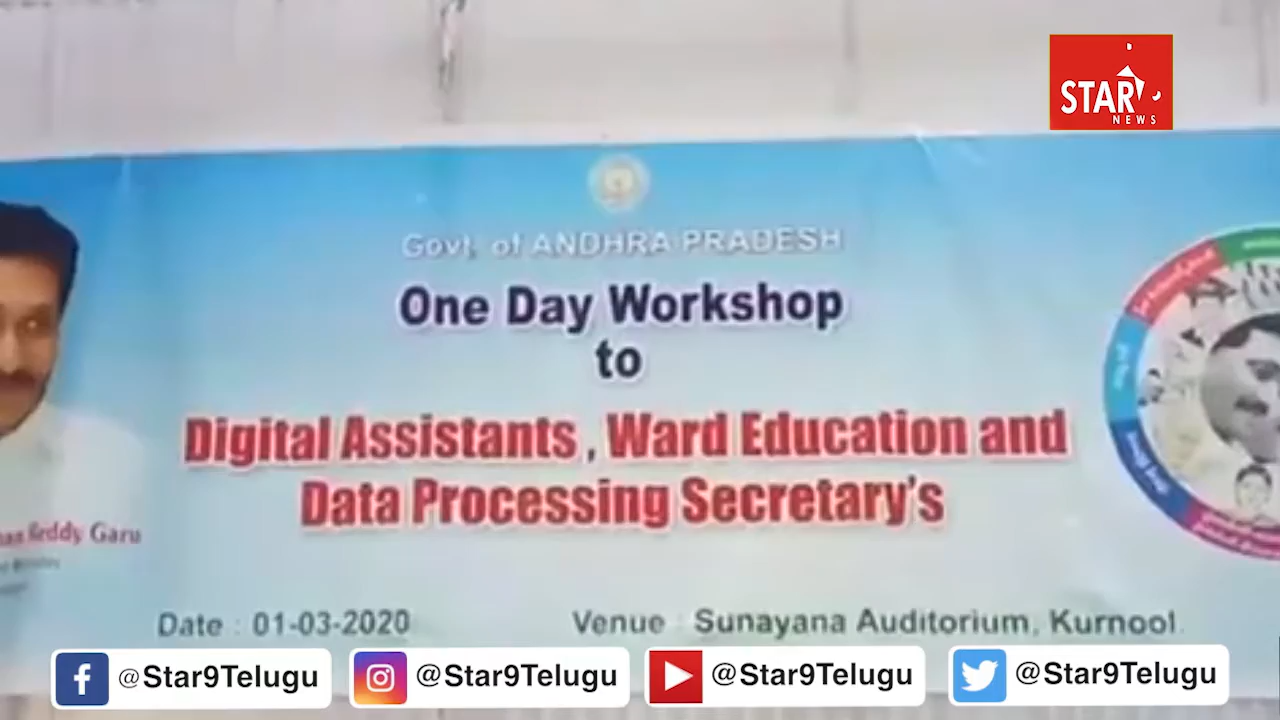 STAR
NEWS
Govt. of ANDHRA PRADESH
One Day Workshop
to
Digital Assistants, Ward Education and
Data Processing Secretary's
Reddy Garu
Date : 01-03-2020
Venue : Sunayana Auditorium, Kurnool.
@Star9Telugu
@Star9Telugu
@Star9Telugu
@Star9Telugu